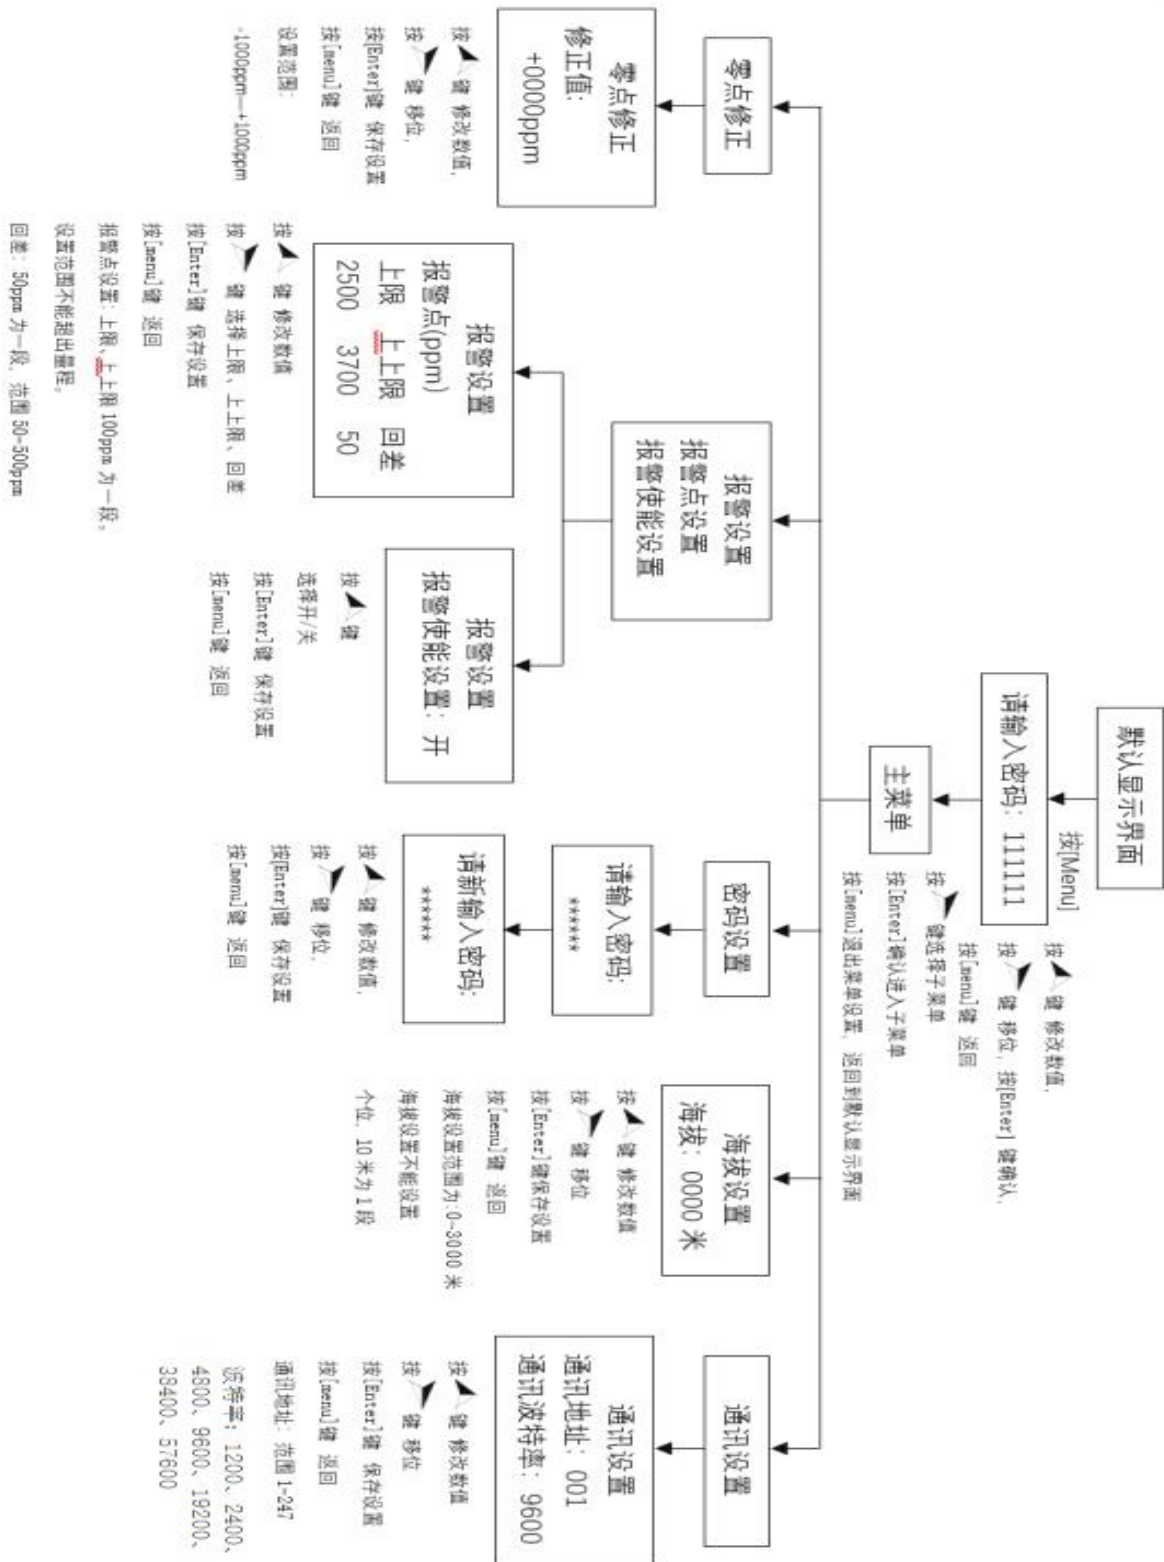 默认显示界面
按[Menu]
请输入密码：111111
按 键 修改数值，
按 键 移位，按[Enter] 键确认，
按[menu]键 返回
主菜单
按 键选择子菜单
按[Enter]确认进入子菜单
按[menu]退出菜单设置，返回到默认显示界面
零点修正
零点修正
修正值：
+0000ppm
按 键 修改数值，
按 键 移位，
按[Enter]键 保存设置
按[menu]键 返回
设置范围：
-1000ppm—+1000ppm
报警设置
报警点设置
报警使能设置
报警设置
报警点(ppm)
上限 上上限 回差
2500 3700 50
按 键 修改数值
按 键 选择上限、上上限、回差
按[Enter]键 保存设置
按[menu]键 返回
报警点设置：上限、上上限 100ppm 为一段，
设置范围不能超出量程，
回差：50ppm 为一段，范围 50-500ppm
报警设置
报警使能设置：开
按 键
选择开/关
按[Enter]键 保存设置
按[menu]键 返回
密码设置
请输入密码：
******
请新输入密码：
******
按 键 修改数值，
按 键 移位，
按[Enter]键 保存设置
按[menu]键 返回
海拔设置
海拔：0000 米
按 键 修改数值
按 键 移位
按[Enter]键保存设置
按[menu]键 返回
海拔设置范围为:0-3000 米
海拔设置不能设置
个位，10 米为 1 段
通讯设置
通讯设置
通讯地址：001
通讯波特率：9600
按 键 修改数值
按 键 移位
按[Enter]键 保存设置
按[menu]键 返回
通讯地址：范围 1-247
波特率：1200、2400、
4800、9600、19200、
38400、57600